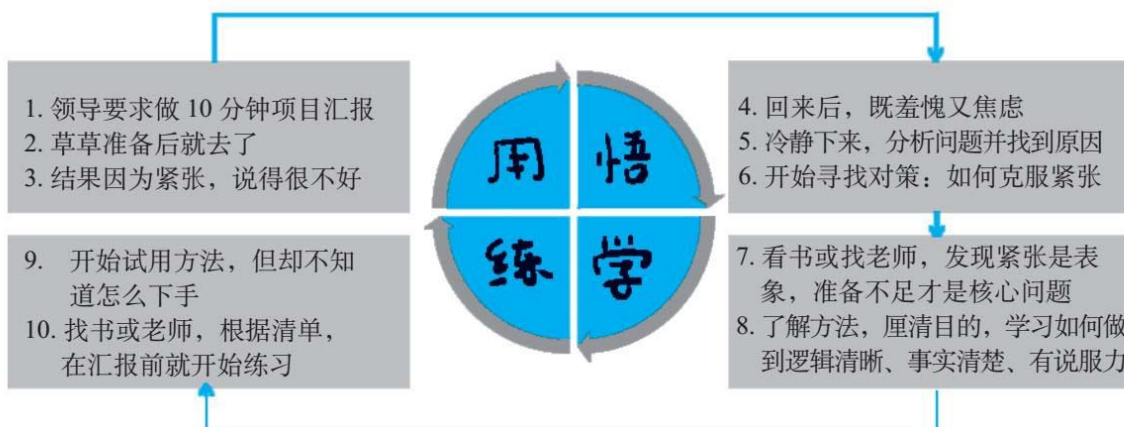 1. 领导要求做 10 分钟项目汇报
2. 草草准备后就去了
3. 结果因为紧张，说得很不好
用
悟
4. 回来后，既羞愧又焦虑
5. 冷静下来，分析问题并找到原因
6. 开始寻找对策：如何克服紧张
练
学
7. 看书或找老师，发现紧张是表
象，准备不足才是核心问题
8. 了解方法，厘清目的，学习如何做
到逻辑清晰、事实清楚、有说服力
9. 开始试用方法，但却不知
道怎么下手
10. 找书或老师，根据清单，
在汇报前就开始练习